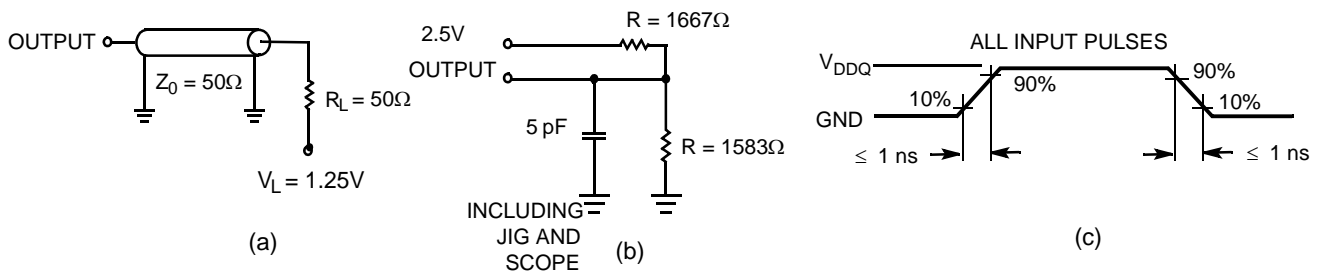 OUTPUT
Z0 = 50Ω
RL = 50Ω
VL = 1.25V
(a)
R = 1667Ω
2.5V
OUTPUT
5 pF
R = 1583Ω
INCLUDING
JIG AND
SCOPE
(b)
ALL INPUT PULSES
VDDQ
GND
10%
90%
90%
10%
≤ 1 ns
≤ 1 ns
(c)